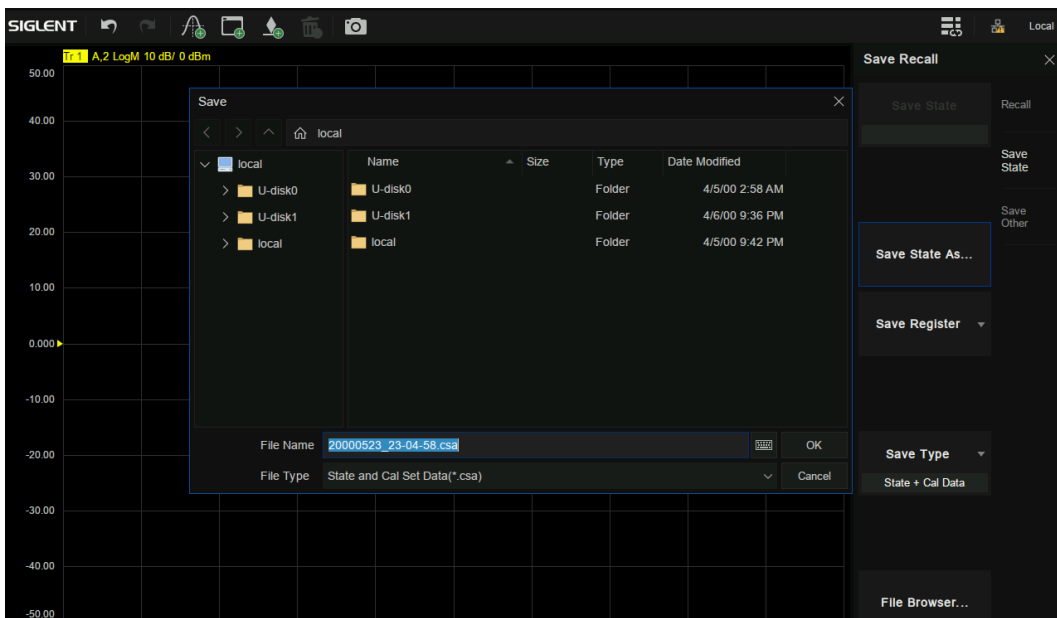 SIGLENT
Local
Tr 1 A,2 LogM 10 dB/ 0 dBm
50.00
40.00
30.00
20.00
10.00
0.000
-10.00
-20.00
-30.00
-40.00
-50.00
Save
local
local
U-disk0
U-disk1
local
Name Size Type Date Modified
U-disk0 Folder 4/5/00 2:58 AM
U-disk1 Folder 4/6/00 9:36 PM
local Folder 4/5/00 9:42 PM
File Name 20000523_23-04-58.csa OK
File Type State and Cal Set Data(*.csa) Cancel
Save Recall
Save State
Save State As...
Save Register
Save Type
State + Cal Data
File Browser...
Recall
Save
State
Save
Other